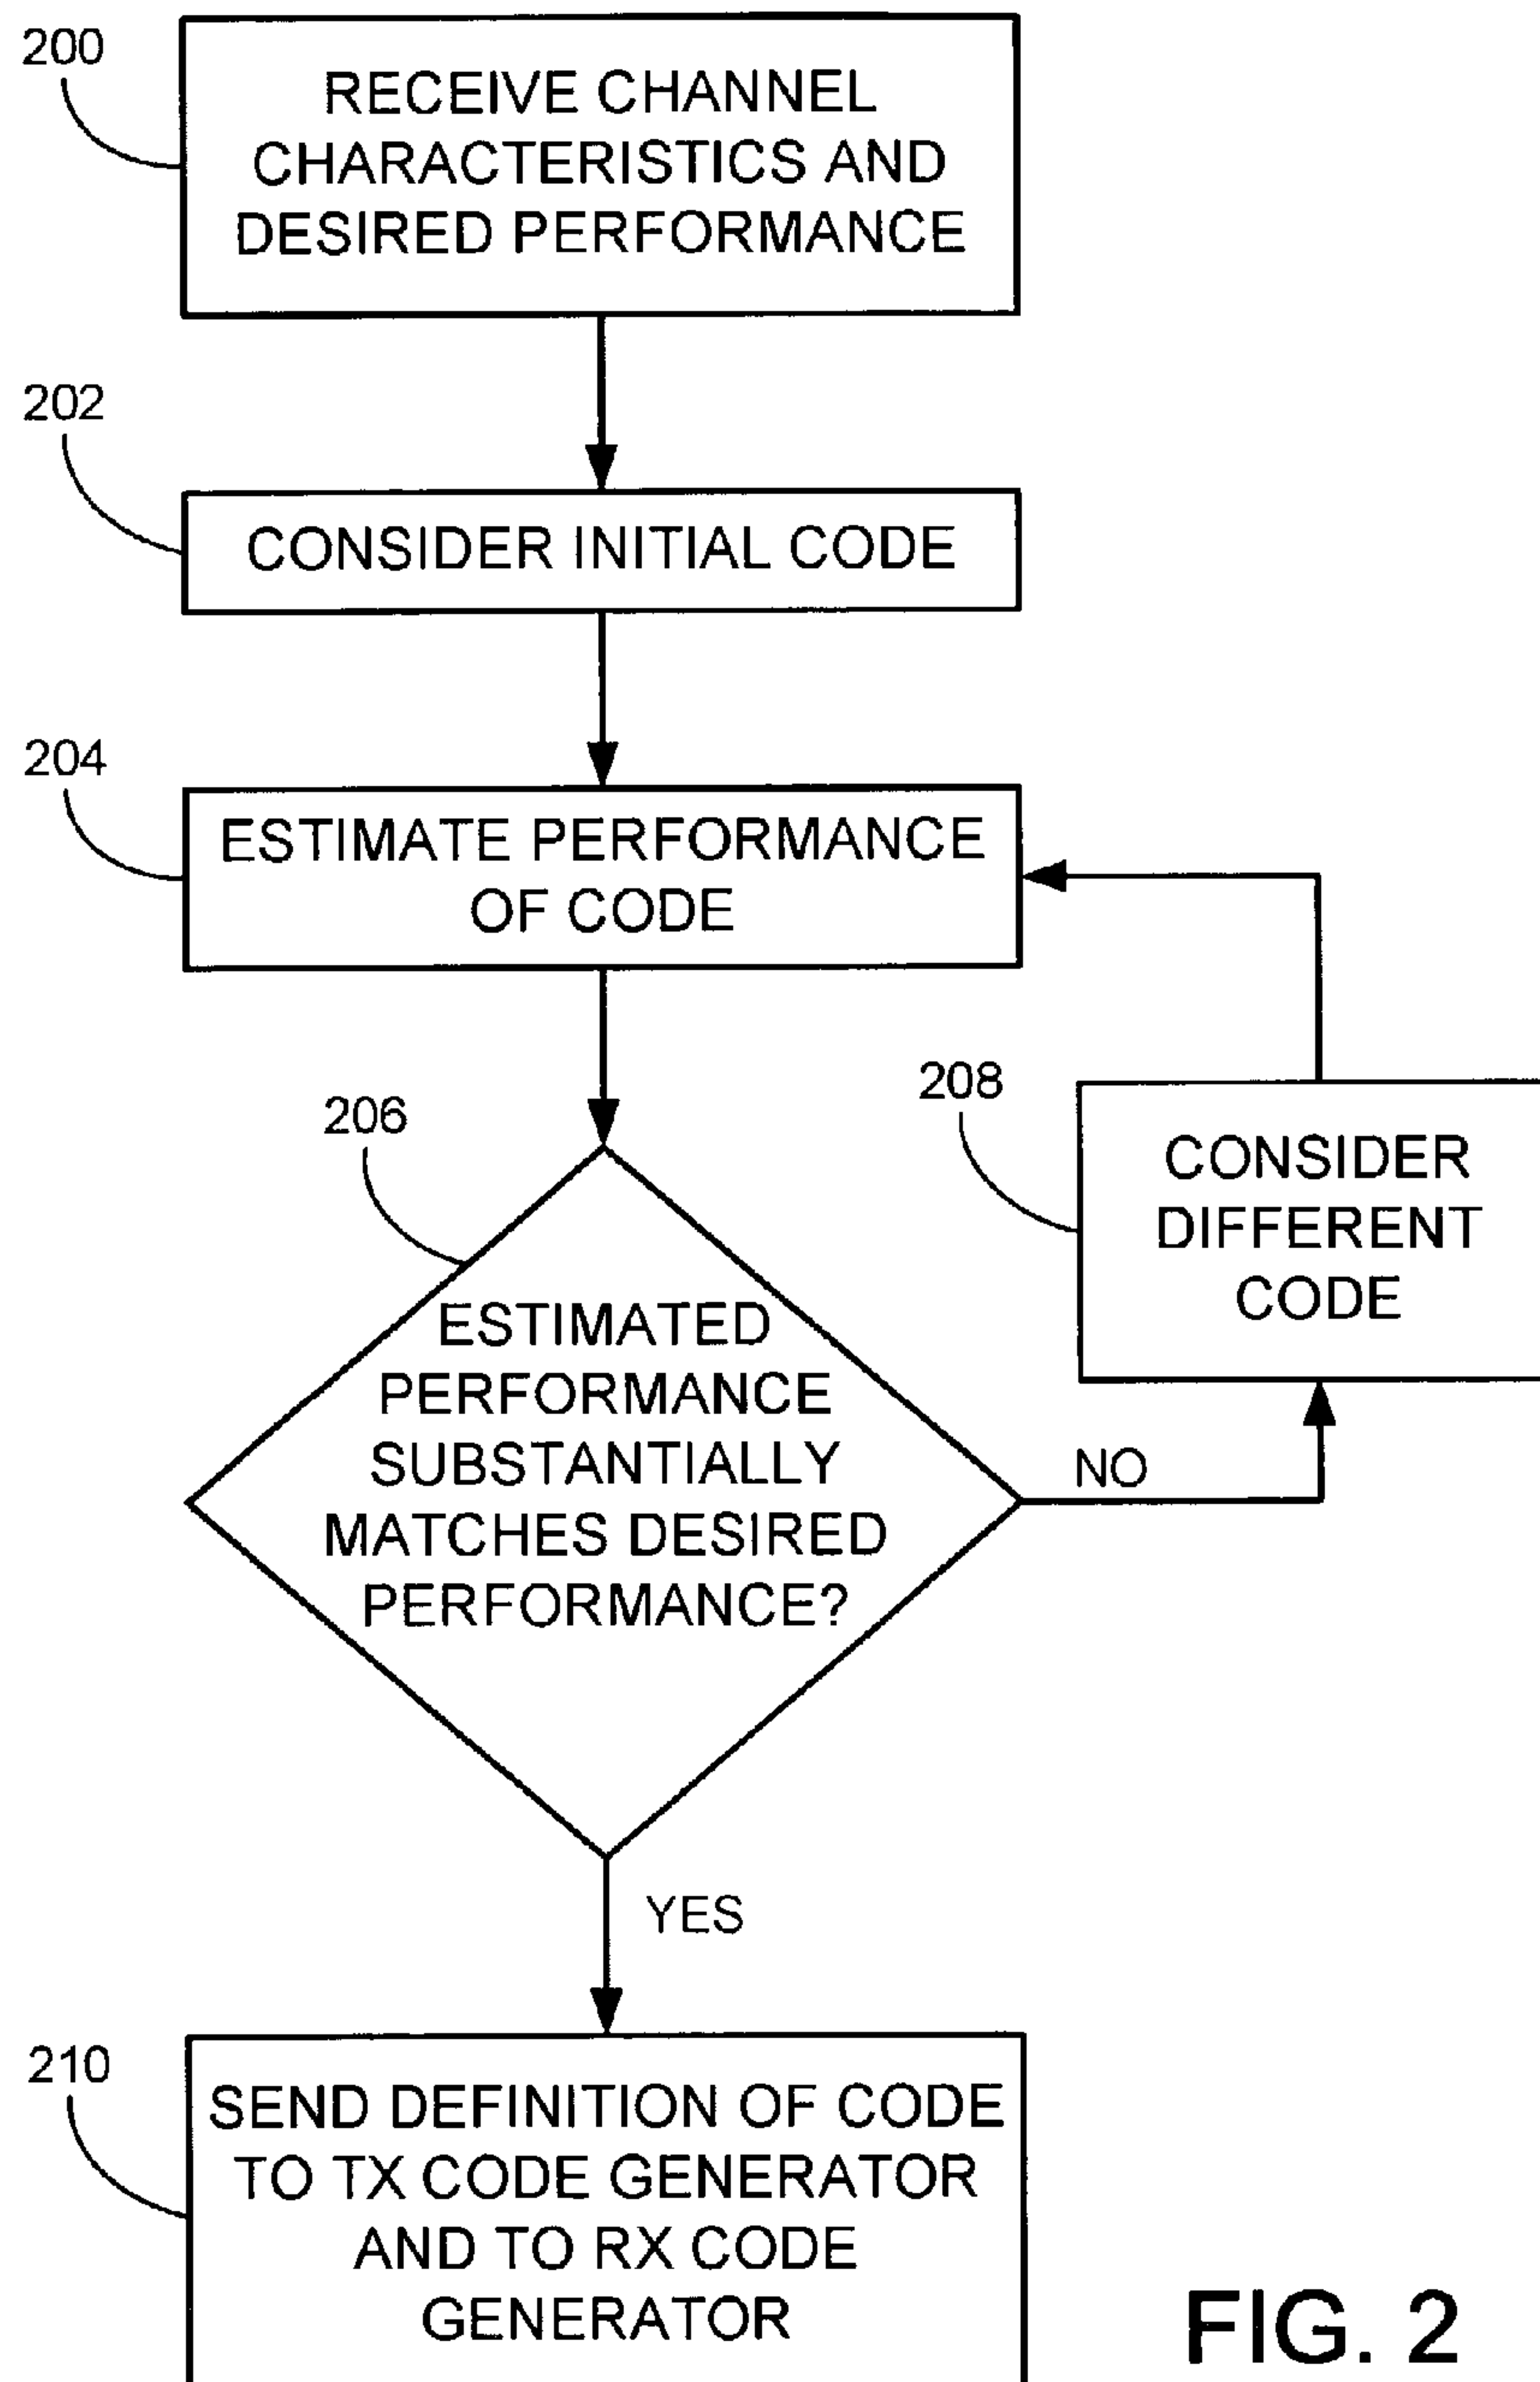 200
RECEIVE CHANNEL
CHARACTERISTICS AND
DESIRED PERFORMANCE
202
CONSIDER INITIAL CODE
204
ESTIMATE PERFORMANCE
OF CODE
206
ESTIMATED
PERFORMANCE
SUBSTANTIALLY
MATCHES DESIRED
PERFORMANCE?
NO
208
CONSIDER
DIFFERENT
CODE
YES
210
SEND DEFINITION OF CODE
TO TX CODE GENERATOR
AND TO RX CODE
GENERATOR
FIG. 2